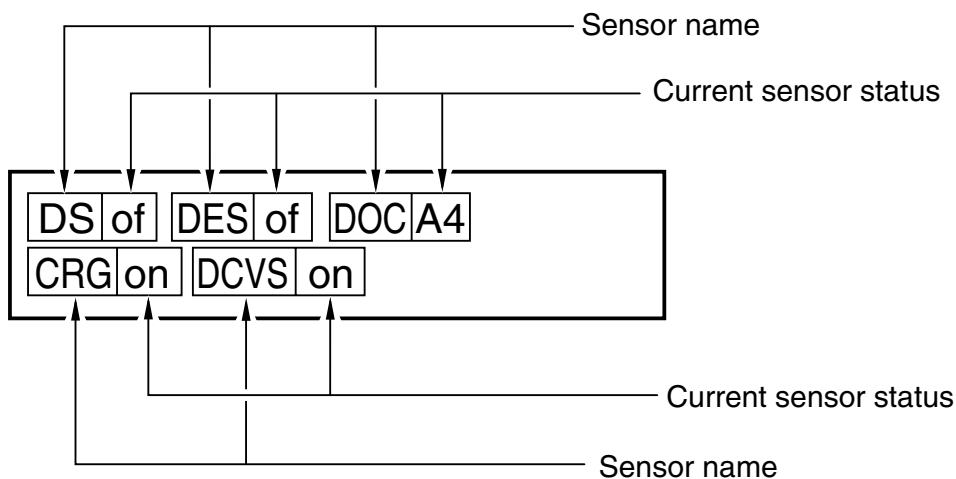 Sensor name
Current sensor status
DS of DES of DOC A4
CRG on DCVS on
Current sensor status
Sensor name